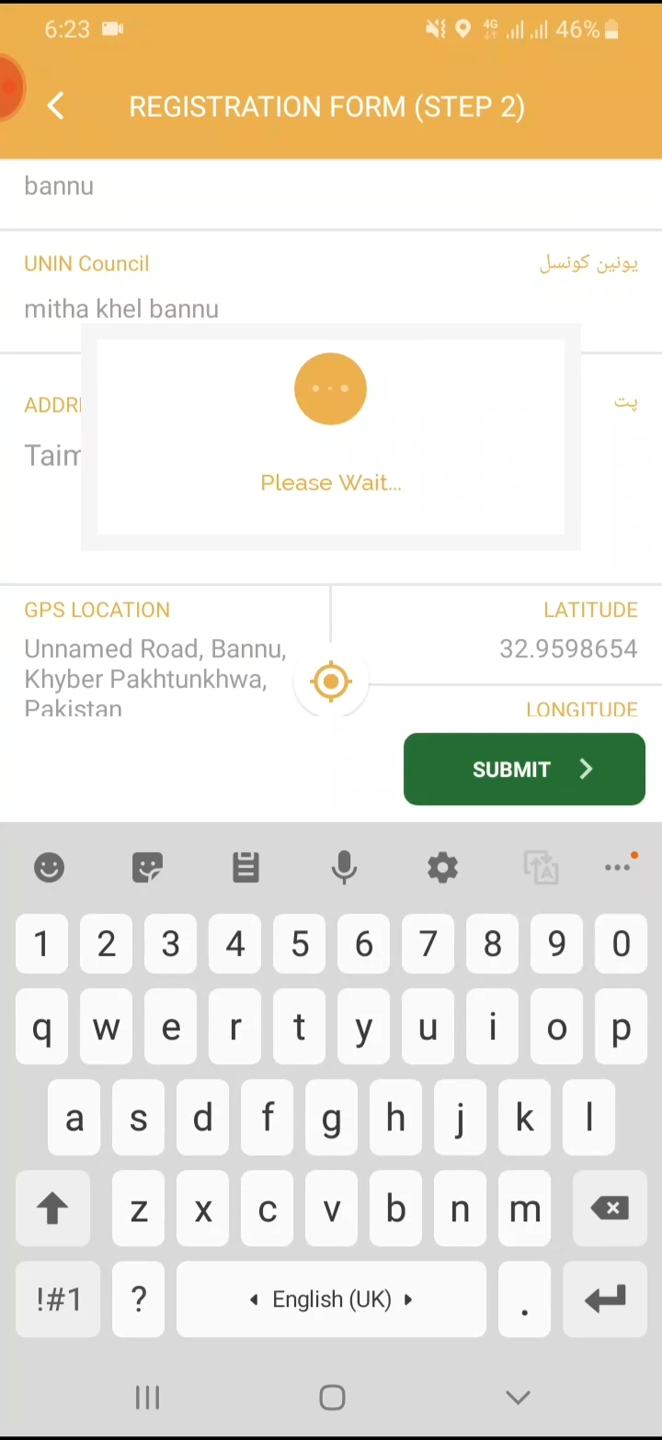 6:23 4G 46%
REGISTRATION FORM (STEP 2)
bannu
UNIN Council یونین کونسل
mitha khel bannu
ADDR پت
Taim
Please Wait...
GPS LOCATION LATITUDE
Unnamed Road, Bannu, 32.9598654
Khyber Pakhtunkhwa,
Pakistan LONGITUDE
SUBMIT
1 2 3 4 5 6 7 8 9 0
q w e r t y u i o p
a s d f g h j k l
z x c v b n m
!#1 ? English (UK) .